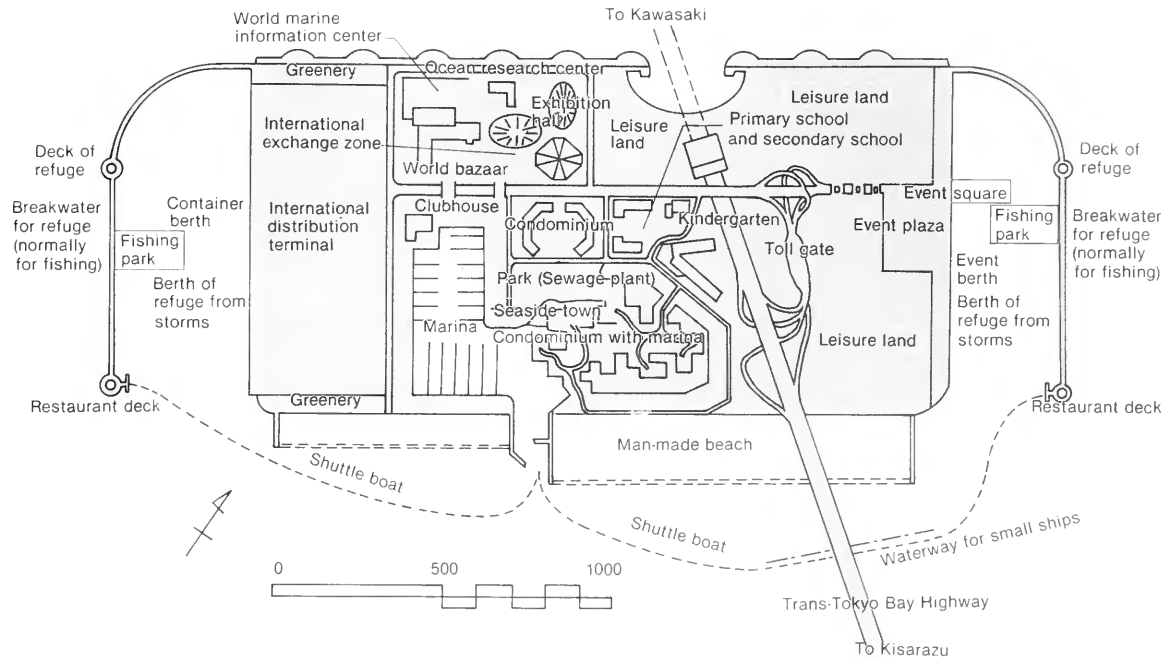 To Kawasaki
World marine
information center
Greenery
Ocean research center
Exhibition
hall
Leisure land
International
exchange zone
Leisure
land
Primary school
and secondary school
Deck of
refuge
World bazaar
Deck of
refuge
Container
berth
Clubhouse
Condominium
Kindergarten
Event square
Breakwater
for refuge
(normally
for fishing)
Fishing
park
International
distribution
terminal
Event plaza
Toll gate
Fishing
park
Breakwater
for refuge
(normally
for fishing)
Berth of
refuge from
storms
Park (Sewage plant)
Event
berth
Seaside town
Berth of
refuge from
storms
Marina
Condominium with marina
Leisure land
Restaurant deck
Greenery
Restaurant deck
Man-made beach
Shuttle boat
Shuttle boat
Waterway for small ships
0 500 1000
Trans-Tokyo Bay Highway
To Kisarazu